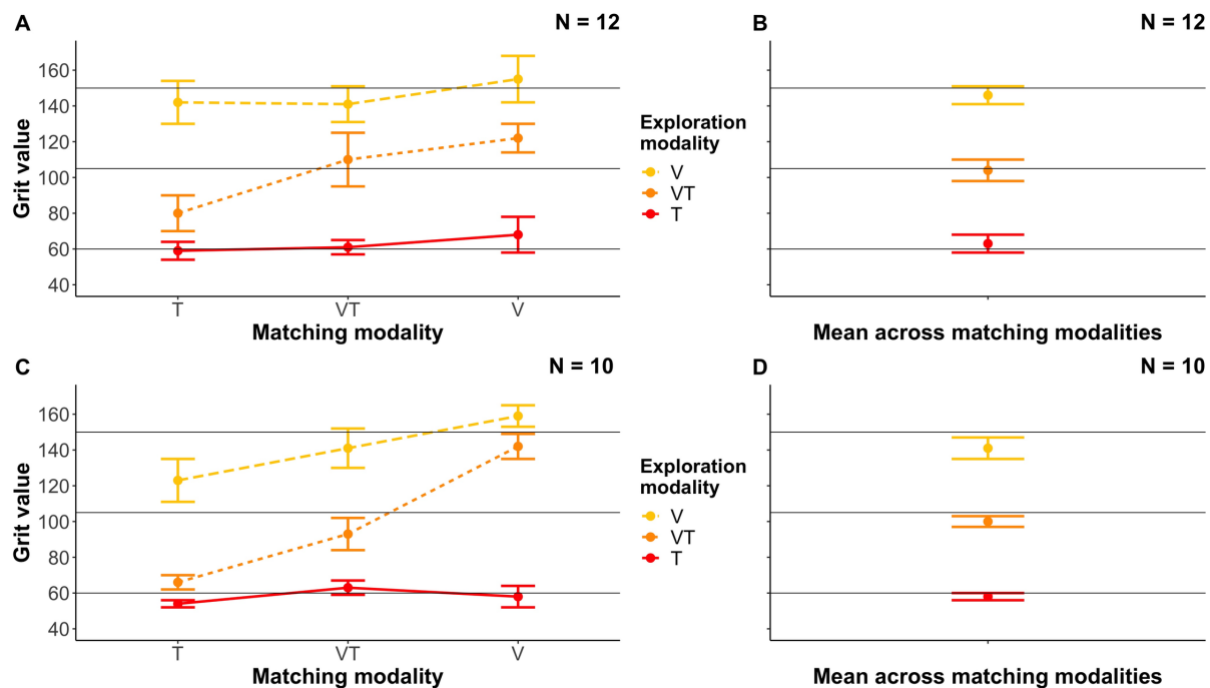 A
N = 12
B
N = 12
Grit value
160
140
120
100
80
60
40
T
VT
V
Matching modality
Exploration
modality
V
VT
T
Mean across matching modalities
C
N = 10
D
N = 10
Grit value
160
140
120
100
80
60
40
T
VT
V
Matching modality
Exploration
modality
V
VT
T
Mean across matching modalities